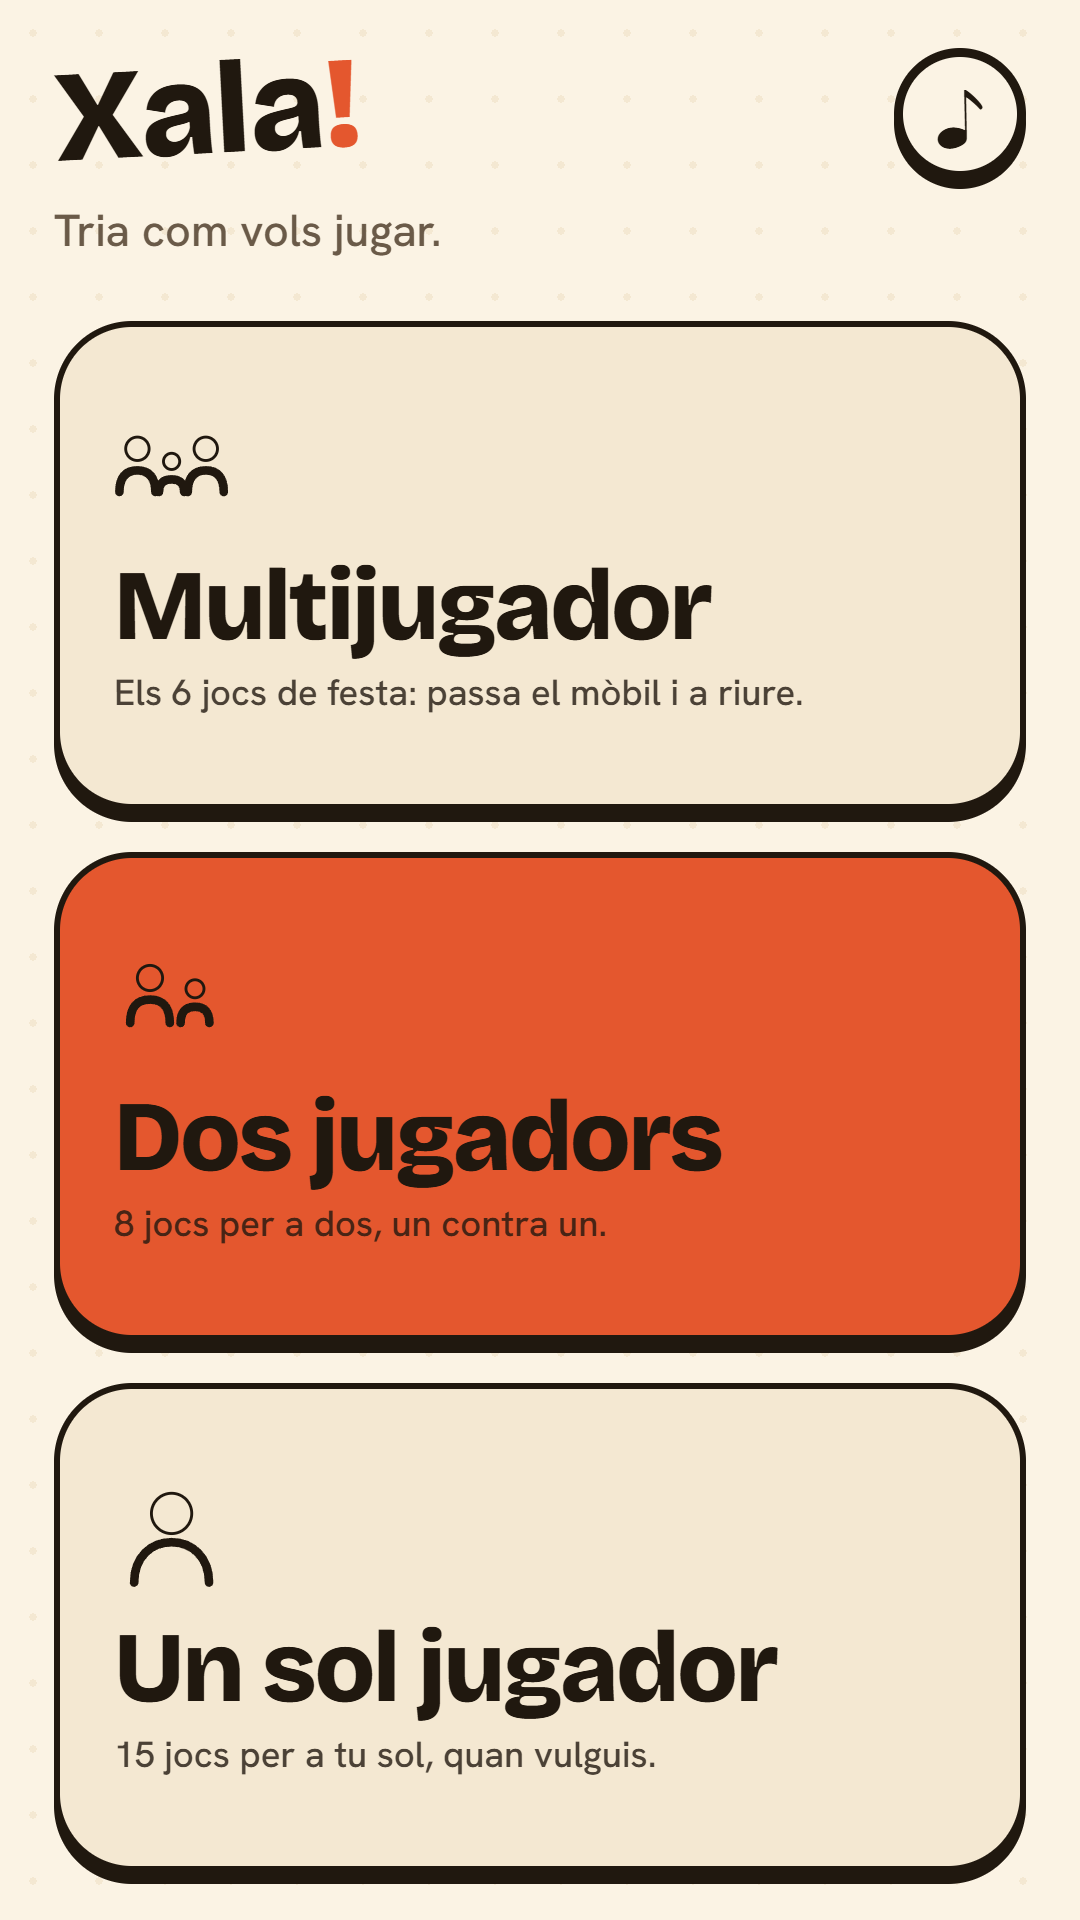 Xala!
Tria com vols jugar.
Multijugador
Els 6 jocs de festa: passa el mòbil i a riure.
Dos jugadors
8 jocs per a dos, un contra un.
Un sol jugador
15 jocs per a tu sol, quan vulguis.